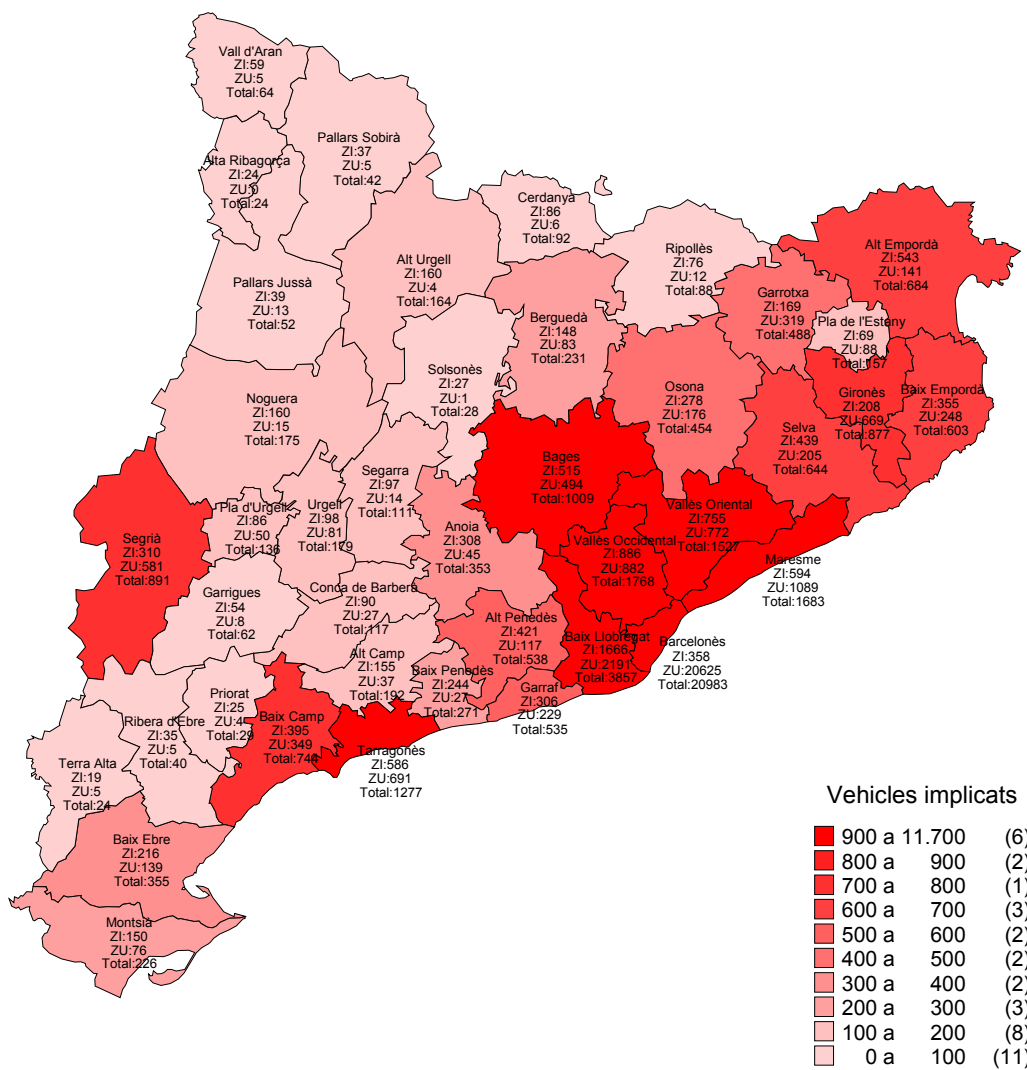 Vall d'Aran
ZI:59
ZU:5
Total:64
Pallars Sobirà
ZI:37
ZU:5
Total:42
Alta Ribagorça
ZI:24
ZU:0
Total:24
Cerdanya
ZI:86
ZU:6
Total:92
Ripollès
ZI:76
ZU:12
Total:88
Alt Empordà
ZI:543
ZU:141
Total:684
Alt Urgell
ZI:160
ZU:4
Total:164
Pallars Jussà
ZI:39
ZU:13
Total:52
Garrotxa
ZI:169
ZU:319
Total:488
Pla de l'Estany
ZI:69
ZU:88
Total:157
Berguedà
ZI:148
ZU:83
Total:231
Solsonès
ZI:27
ZU:1
Total:28
Osona
ZI:278
ZU:176
Total:454
Gironès
ZI:208
ZU:669
Total:877
Baix Empordà
ZI:355
ZU:248
Total:603
Noguera
ZI:160
ZU:15
Total:175
Selva
ZI:439
ZU:205
Total:644
Bages
ZI:515
ZU:494
Total:1009
Segarra
ZI:97
ZU:14
Total:111
Pla d'Urgell
ZI:86
ZU:50
Total:136
Urgell
ZI:98
ZU:81
Total:179
Vallès Oriental
ZI:755
ZU:772
Total:1527
Anoia
ZI:308
ZU:45
Total:353
Segrià
ZI:310
ZU:581
Total:891
Vallès Occidental
ZI:886
ZU:882
Total:1768
Maresme
ZI:594
ZU:1089
Total:1683
Garrigues
ZI:54
ZU:8
Total:62
Conca de Barberà
ZI:90
ZU:27
Total:117
Alt Penedès
ZI:421
ZU:117
Total:538
Baix Llobregat
ZI:1666
ZU:2191
Total:3857
Barcelonès
ZI:358
ZU:20625
Total:20983
Alt Camp
ZI:155
ZU:37
Total:192
Baix Penedès
ZI:244
ZU:27
Total:271
Garraf
ZI:306
ZU:229
Total:535
Priorat
ZI:25
ZU:4
Total:29
Ribera d'Ebre
ZI:35
ZU:5
Total:40
Baix Camp
ZI:395
ZU:349
Total:744
Tarragonès
ZI:586
ZU:691
Total:1277
Terra Alta
ZI:19
ZU:5
Total:24
Baix Ebre
ZI:216
ZU:139
Total:355
Montsià
ZI:150
ZU:76
Total:226
Vehicles implicats
900 a 11.700 (6)
800 a 900 (2)
700 a 800 (1)
600 a 700 (3)
500 a 600 (2)
400 a 500 (2)
300 a 400 (2)
200 a 300 (3)
100 a 200 (8)
0 a 100 (11)